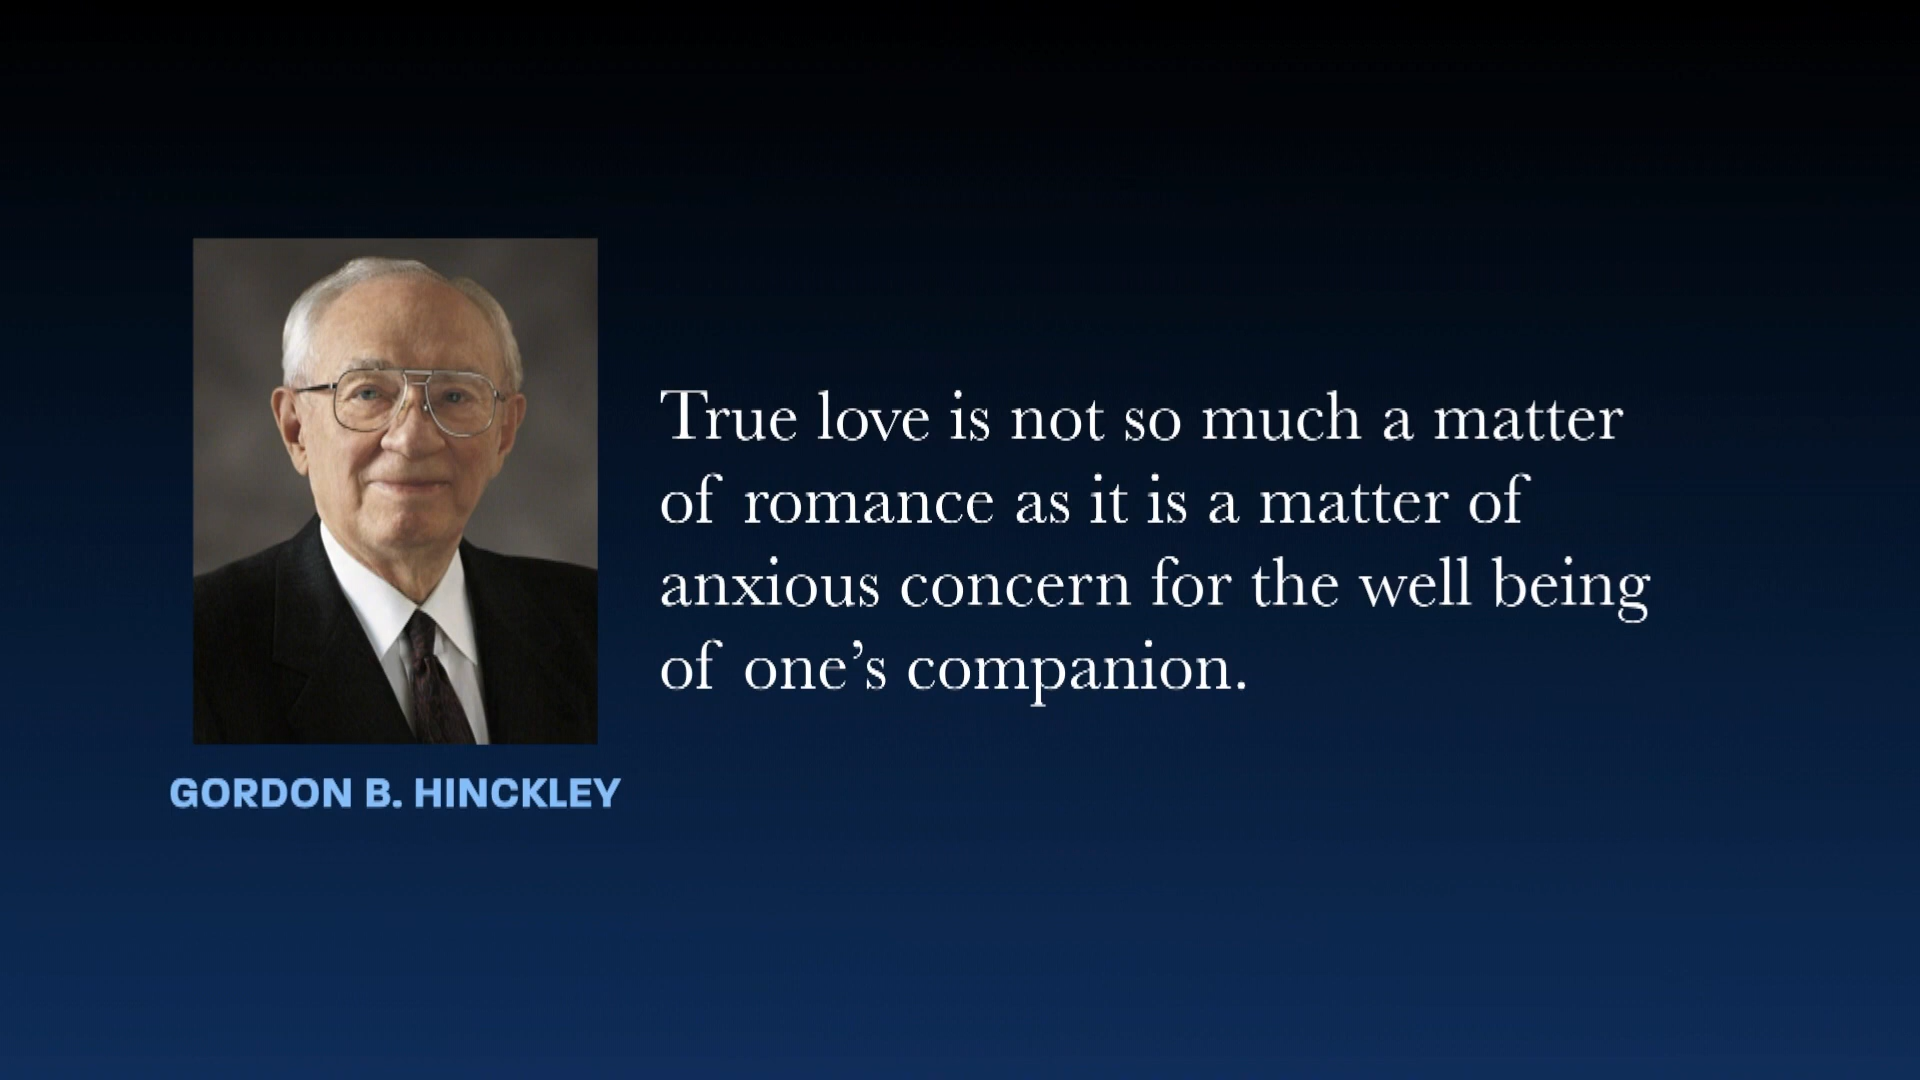 True love is not so much a matter
of romance as it is a matter of
anxious concern for the well being
of one’s companion.
GORDON B. HINCKLEY